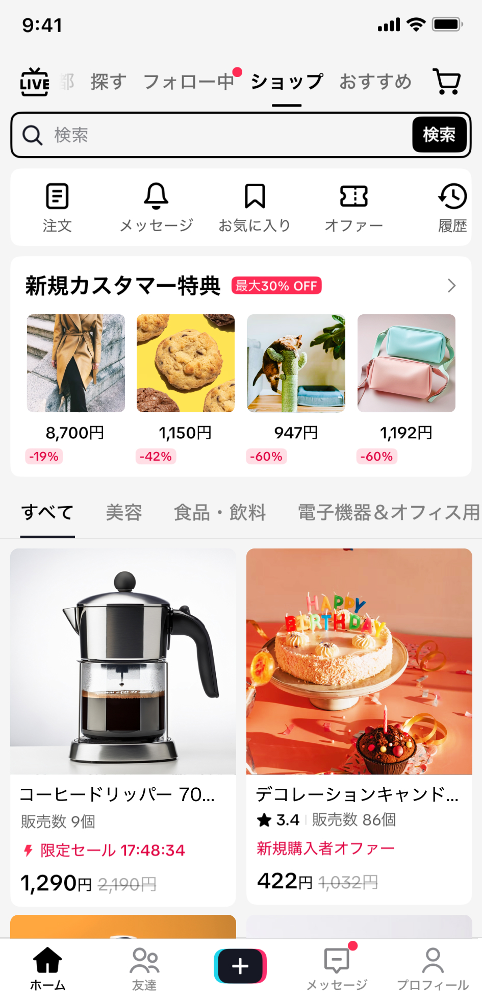 9:41
LIVE 都 探す フォロー中 ショップ おすすめ
検索 検索
注文 メッセージ お気に入り オファー 履歴
新規カスタマー特典 最大30% OFF
8,700円 1,150円 947円 1,192円
-19% -42% -60% -60%
すべて 美容 食品・飲料 電子機器&オフィス用
HAPPY
BIRTHDAY
コーヒードリッパー 70...
販売数 9個
限定セール 17:48:34
1,290円 2,190円
デコレーションキャンド...
3.4 販売数 86個
新規購入者オファー
422円 1,032円
ホーム 友達 メッセージ プロフィール